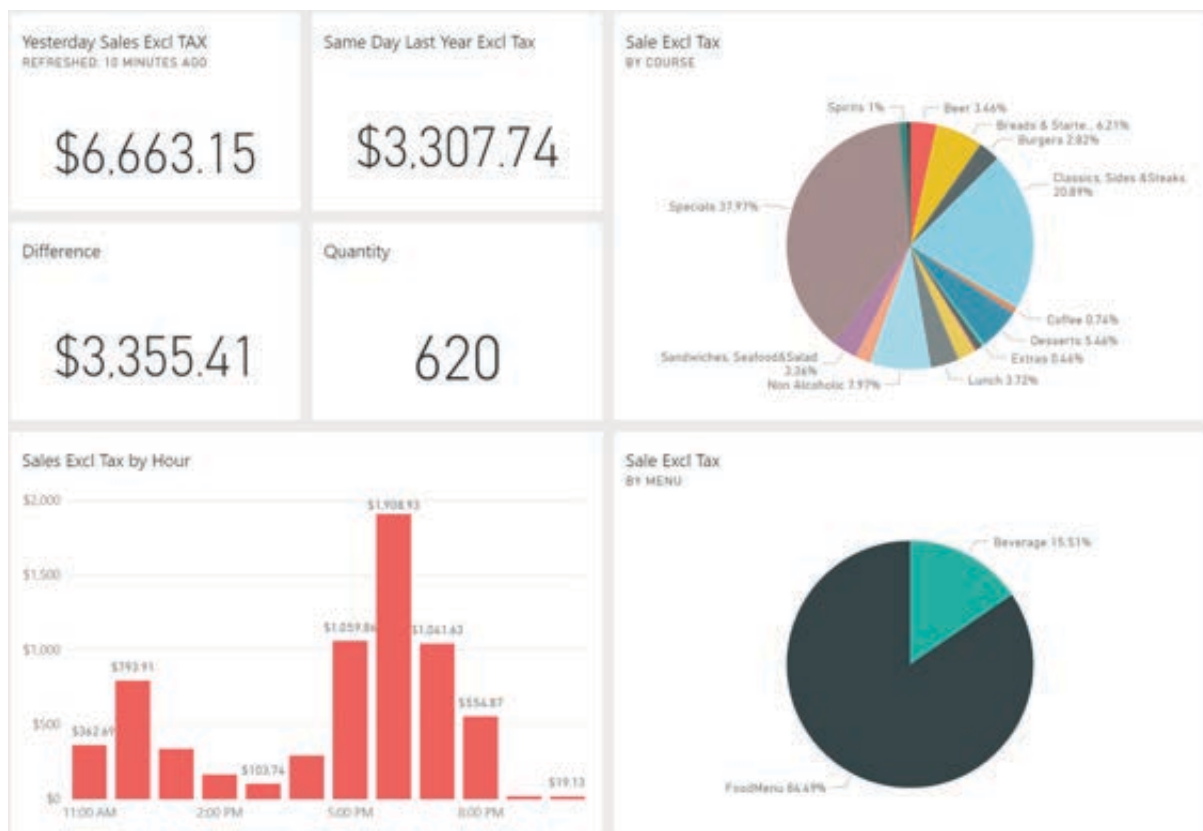 Yesterday Sales Excl TAX
REFRESHED: 10 MINUTES AGO
$6,663.15
Same Day Last Year Excl Tax
$3,307.74
Difference
$3,355.41
Quantity
620
Sale Excl Tax
BY COURSE
Spirits 1%
Beer 3.46%
Breads & Starte... 6.21%
Burgers 2.82%
Classics, Sides &Steaks
20.89%
Specials 37.97%
Coffee 0.74%
Desserts 5.46%
Extras 0.46%
Sandwiches, Seafood&Salad
3.36%
Lunch 3.72%
Non Alcoholic 7.97%
Sales Excl Tax by Hour
$2,000
$1,908.93
$1,500
$1,059.86
$1,041.63
$1,000
$793.91
$554.87
$500
$362.69
$103.74
$19.13
$0
11:00 AM
2:00 PM
5:00 PM
8:00 PM
Sale Excl Tax
BY MENU
Beverage 15.51%
FoodMenu 84.49%